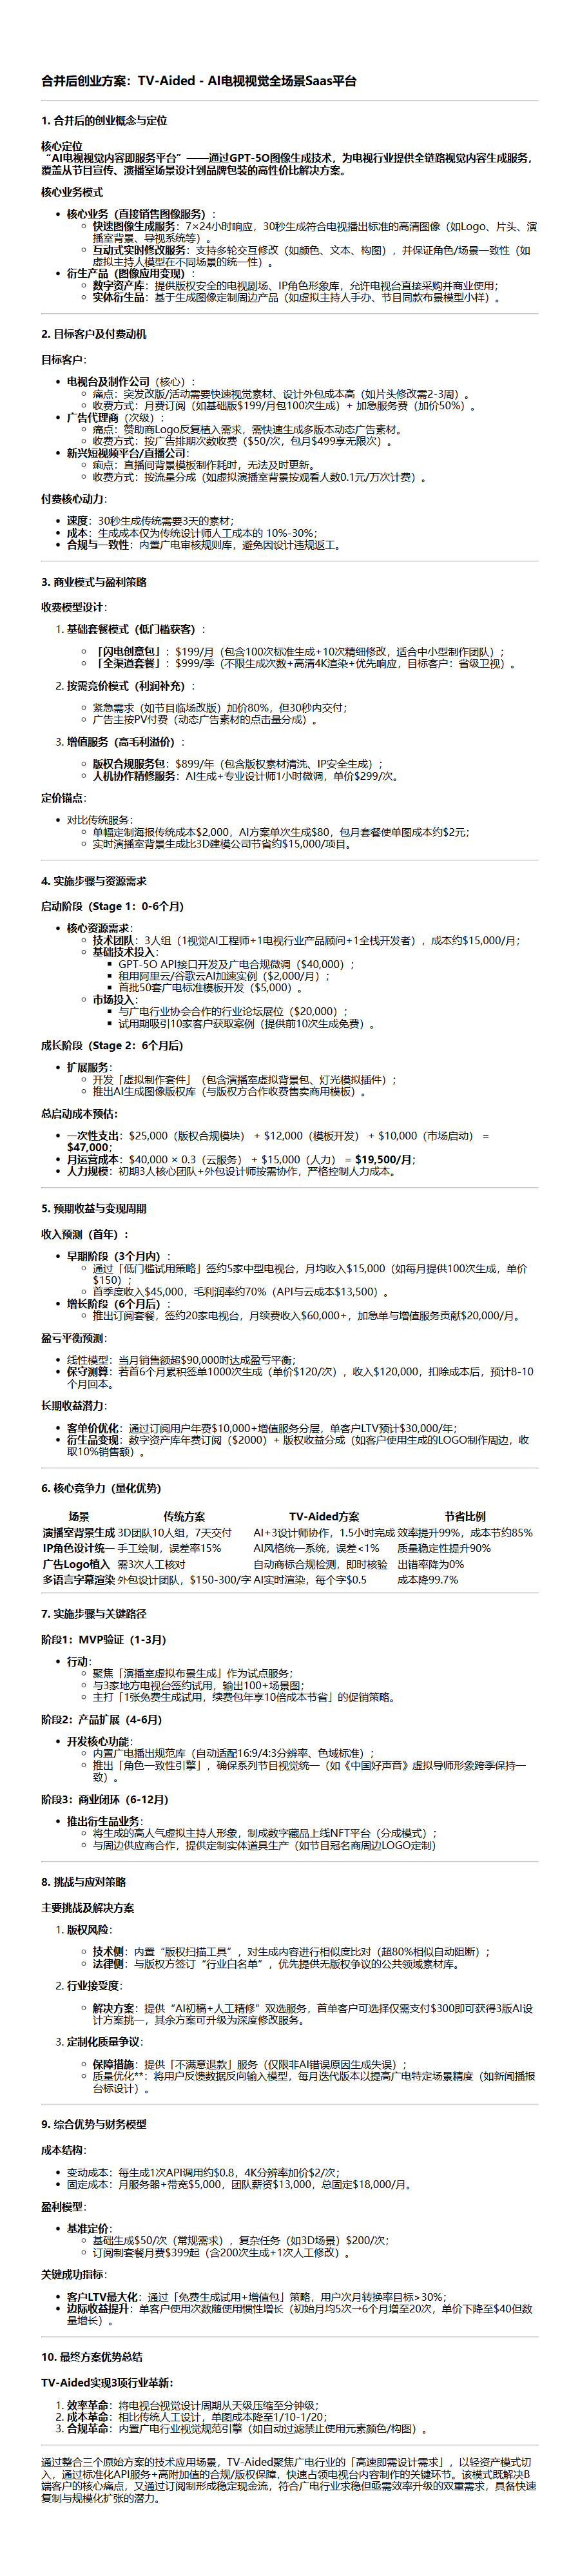 合并后创业方案：TV-Aided - AI电视视觉全场景Saas平台
1. 合并后的创业概念与定位
核心定位
“AI电视视觉内容即服务平台”——通过GPT-5O图像生成技术，为电视行业提供全链路视觉内容生成服务，
覆盖从节目宣传、演播室场景设计到品牌包装的高性价比解决方案。
核心业务模式
• 核心业务（直接销售图像服务）：
◦ 快速图像生成服务：7×24小时响应，30秒生成符合电视播出标准的高清图像（如Logo、片头、演
播室背景、导视系统等）。
◦ 互动式实时修改服务：支持多轮交互修改（如颜色、文本、构图），并保证角色/场景一致性（如
虚拟主持人模型在不同场景的统一性）。
• 衍生产品（图像应用变现）：
◦ 数字资产库：提供版权安全的电视剧场、IP角色形象库，允许电视台直接采购并商业使用；
◦ 实体衍生品：基于生成图像定制周边产品（如虚拟主持人手办、节目同款布景模型小样）。
2. 目标客户及付费动机
目标客户：
• 电视台及制作公司（核心）：
◦ 痛点：突发改版/活动需要快速视觉素材、设计外包成本高（如片头修改需2-3周）。
◦ 收费方式：月费订阅（如基础版$199/月包100次生成）+ 加急服务费（加价50%）。
• 广告代理商（次级）：
◦ 痛点：赞助商Logo反复植入需求，需快速生成多版本动态广告素材。
◦ 收费方式：按广告排期次数收费（$50/次，包月$499享无限次）。
• 新兴短视频平台/直播公司：
◦ 痛点：直播间背景模板制作耗时，无法及时更新。
◦ 收费方式：按流量分成（如虚拟演播室背景按观看人数0.1元/万次计费）。
付费核心动力：
• 速度：30秒生成传统需要3天的素材；
• 成本：生成成本仅为传统设计师人工成本的 10%-30%；
• 合规与一致性：内置广电审核规则库，避免因设计违规返工。
3. 商业模式与盈利策略
收费模型设计：
1. 基础套餐模式（低门槛获客）：
◦ 「闪电创意包」：$199/月（包含100次标准生成+10次精细修改，适合中小型制作团队）；
◦ 「全渠道套餐」：$999/季（不限生成次数+高清4K渲染+优先响应，目标客户：省级卫视）。
2. 按需竞价模式（利润补充）：
◦ 紧急需求（如节目临场改版）加价80%，但30秒内交付；
◦ 广告主按PV付费（动态广告素材的点击量分成）。
3. 增值服务（高毛利溢价）：
◦ 版权合规服务包：$899/年（包含版权素材清洗、IP安全生成）；
◦ 人机协作精修服务：AI生成+专业设计师1小时微调，单价$299/次。
定价锚点：
• 对比传统服务：
◦ 单幅定制海报传统成本$2,000，AI方案单次生成$80，包月套餐使单图成本约$2元；
◦ 实时演播室背景生成比3D建模公司节省约$15,000/项目。
4. 实施步骤与资源需求
启动阶段（Stage 1：0-6个月）
• 核心资源需求：
◦ 技术团队：3人组（1视觉AI工程师+1电视行业产品顾问+1全栈开发者），成本约$15,000/月；
◦ 基础技术投入：
▪ GPT-5O API接口开发及广电合规微调（$40,000）；
▪ 租用阿里云/谷歌云AI加速实例（$2,000/月）；
▪ 首批50套广电标准模板开发（$5,000）。
◦ 市场投入：
▪ 与广电行业协会合作的行业论坛展位（$20,000）；
▪ 试用期吸引10家客户获取案例（提供前10次生成免费）。
成长阶段（Stage 2：6个月后）
• 扩展服务：
◦ 开发「虚拟制作套件」（包含演播室虚拟背景包、灯光模拟插件）；
◦ 推出AI生成图像版权库（与版权方合作收费售卖商用模板）。
总启动成本预估：
• 一次性支出：$25,000（版权合规模块） + $12,000（模板开发） + $10,000（市场启动） =
$47,000；
• 月运营成本：$40,000 × 0.3（云服务） + $15,000（人力） = $19,500/月；
• 人力规模：初期3人核心团队+外包设计师按需协作，严格控制人力成本。
5. 预期收益与变现周期
收入预测（首年）：
• 早期阶段（3个月内）：
◦ 通过「低门槛试用策略」签约5家中型电视台，月均收入$15,000（如每月提供100次生成，单价
$150）；
◦ 首季度收入$45,000，毛利润率约70%（API与云成本$13,500）。
• 增长阶段（6个月后）：
◦ 推出订阅套餐，签约20家电视台，月续费收入$60,000+，加急单与增值服务贡献$20,000/月。
盈亏平衡预测：
• 线性模型：当月销售额超$90,000时达成盈亏平衡；
• 保守测算：若首6个月累积签单1000次生成（单价$120/次），收入$120,000，扣除成本后，预计8-10
个月回本。
长期收益潜力：
• 客单价优化：通过订阅用户年费$10,000+增值服务分层，单客户LTV预计$30,000/年；
• 衍生品变现：数字资产库年费订阅（$2000）+ 版权收益分成（如客户使用生成的LOGO制作周边，收
取10%销售额）。
6. 核心竞争力（量化优势）
场景 传统方案 TV-Aided方案 节省比例
演播室背景生成 3D团队10人组，7天交付 AI+3设计师协作，1.5小时完成 效率提升99%，成本节约85%
IP角色设计统一 手工绘制，误差率15% AI风格统一系统，误差<1% 质量稳定性提升90%
广告Logo植入 需3次人工核对 自动商标合规检测，即时核验 出错率降为0%
多语言字幕渲染 外包设计团队，$150-300/字 AI实时渲染，每个字$0.5 成本降99.7%
7. 实施步骤与关键路径
阶段1：MVP验证（1-3月）
• 行动：
◦ 聚焦「演播室虚拟布景生成」作为试点服务；
◦ 与3家地方电视台签约试用，输出100+场景图；
◦ 主打「1张免费生成试用，续费包年享10倍成本节省」的促销策略。
阶段2：产品扩展（4-6月）
• 开发核心功能：
◦ 内置广电播出规范库（自动适配16:9/4:3分辨率、色域标准）；
◦ 推出「角色一致性引擎」，确保系列节目视觉统一（如《中国好声音》虚拟导师形象跨季保持一
致）。
阶段3：商业闭环（6-12月）
• 推出衍生品业务：
◦ 将生成的高人气虚拟主持人形象，制成数字藏品上线NFT平台（分成模式）；
◦ 与周边供应商合作，提供定制实体道具生产（如节目冠名商周边LOGO定制）
8. 挑战与应对策略
主要挑战及解决方案
1. 版权风险：
◦ 技术侧：内置“版权扫描工具”，对生成内容进行相似度比对（超80%相似自动阻断）；
◦ 法律侧：与版权方签订“行业白名单”，优先提供无版权争议的公共领域素材库。
2. 行业接受度：
◦ 解决方案：提供“AI初稿+人工精修”双选服务，首单客户可选择仅需支付$300即可获得3版AI设
计方案挑一，其余方案可升级为深度修改服务。
3. 定制化质量争议：
◦ 保障措施：提供「不满意退款」服务（仅限非AI错误原因生成失误）；
◦ 质量优化**：将用户反馈数据反向输入模型，每月迭代版本以提高广电特定场景精度（如新闻播报
台标设计）。
9. 综合优势与财务模型
成本结构：
• 变动成本：每生成1次API调用约$0.8，4K分辨率加价$2/次；
• 固定成本：月服务器+带宽$5,000，团队薪资$13,000，总固定$18,000/月。
盈利模型：
• 基准定价：
◦ 基础生成$50/次（常规需求），复杂任务（如3D场景）$200/次；
◦ 订阅制套餐月费$399起（含200次生成+1次人工修改）。
关键成功指标：
• 客户LTV最大化：通过「免费生成试用+增值包」策略，用户次月转换率目标>30%；
• 边际收益提升：单客户使用次数随使用惯性增长（初始月均5次→6个月增至20次，单价下降至$40但数
量增长）。
10. 最终方案优势总结
TV-Aided实现3项行业革新：
1. 效率革命：将电视台视觉设计周期从天级压缩至分钟级；
2. 成本革命：相比传统人工设计，单图成本降至1/10-1/20；
3. 合规革命：内置广电行业视觉规范引擎（如自动过滤禁止使用元素颜色/构图）。
通过整合三个原始方案的技术应用场景，TV-Aided聚焦广电行业的「高速即需设计需求」，以轻资产模式切
入，通过标准化API服务+高附加值的合规/版权保障，快速占领电视台内容制作的关键环节。该模式既解决B
端客户的核心痛点，又通过订阅制形成稳定现金流，符合广电行业求稳但亟需效率升级的双重需求，具备快速
复制与规模化扩张的潜力。